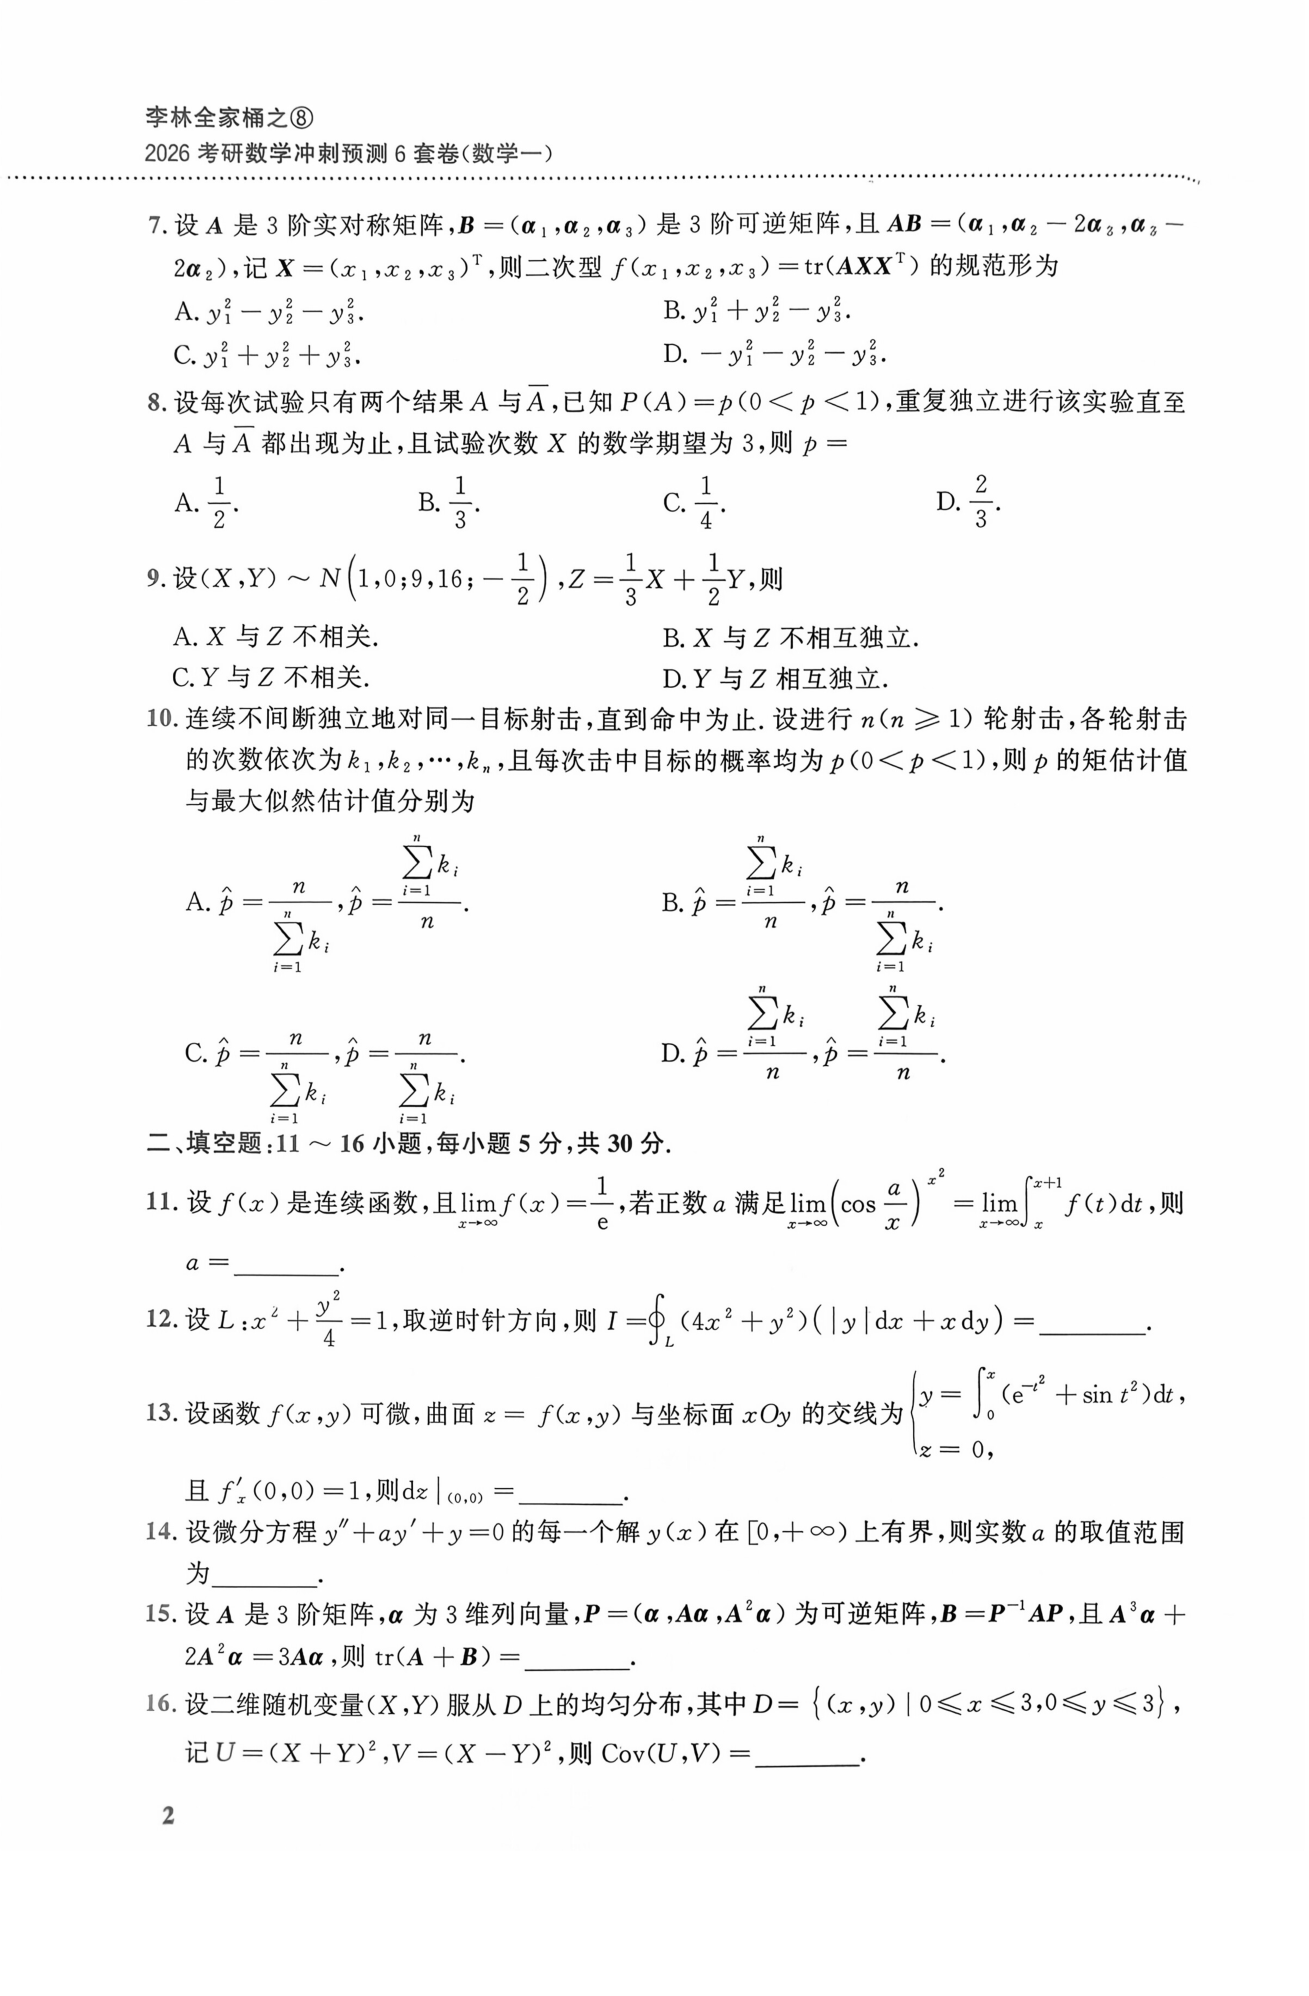 李林全家桶之⑧
2026 考研数学冲刺预测 6 套卷(数学一)
7. 设 A 是 3 阶实对称矩阵,B＝(α₁,α₂,α₃) 是 3 阶可逆矩阵,且 AB＝(α₁,α₂－2α₃,α₃－
2α₂),记 X＝(x₁,x₂,x₃)ᵀ,则二次型 f(x₁,x₂,x₃)＝tr(AXXᵀ) 的规范形为
A. y₁²－y₂²－y₃².	B. y₁²＋y₂²－y₃².
C. y₁²＋y₂²＋y₃².	D. －y₁²－y₂²－y₃².
8. 设每次试验只有两个结果 A 与 A̅,已知 P(A)＝p(0＜p＜1),重复独立进行该实验直至
A 与 A̅ 都出现为止,且试验次数 X 的数学期望为 3,则 p＝
A. 1/2.	B. 1/3.	C. 1/4.	D. 2/3.
9. 设(X,Y)～N(1,0;9,16;－1/2),Z＝1/3 X＋1/2 Y,则
A. X 与 Z 不相关.	B. X 与 Z 不相互独立.
C. Y 与 Z 不相关.	D. Y 与 Z 相互独立.
10. 连续不间断独立地对同一目标射击,直到命中为止. 设进行 n(n≥1) 轮射击,各轮射击
的次数依次为 k₁,k₂,…,kₙ,且每次击中目标的概率均为 p(0＜p＜1),则 p 的矩估计值
与最大似然估计值分别为
A. p̂＝n/∑ᵢ₌₁ⁿkᵢ,p̂＝∑ᵢ₌₁ⁿkᵢ/n.	B. p̂＝∑ᵢ₌₁ⁿkᵢ/n,p̂＝n/∑ᵢ₌₁ⁿkᵢ.
C. p̂＝n/∑ᵢ₌₁ⁿkᵢ,p̂＝n/∑ᵢ₌₁ⁿkᵢ.	D. p̂＝∑ᵢ₌₁ⁿkᵢ/n,p̂＝∑ᵢ₌₁ⁿkᵢ/n.
二、填空题:11～16 小题,每小题 5 分,共 30 分.
11. 设 f(x) 是连续函数,且 lim_{x→∞} f(x)＝1/e,若正数 a 满足 lim_{x→∞}(cos a/x)^{x²}＝lim_{x→∞}∫_x^{x+1} f(t)dt,则
a＝________.
12. 设 L:x²＋y²/4＝1,取逆时针方向,则 I＝∮_L (4x²＋y²)(|y|dx＋xdy)＝________.
13. 设函数 f(x,y) 可微,曲面 z＝f(x,y) 与坐标面 xOy 的交线为 { y＝∫₀ˣ(e^{-t²}＋sin t²)dt, z＝0,
且 f′ₓ(0,0)＝1,则dz|₍₀,₀₎＝________.
14. 设微分方程 y″＋ay′＋y＝0 的每一个解 y(x) 在 [0,＋∞) 上有界,则实数 a 的取值范围
为________.
15. 设 A 是 3 阶矩阵,α 为 3 维列向量,P＝(α,Aα,A²α) 为可逆矩阵,B＝P⁻¹AP,且 A³α＋
2A²α＝3Aα,则 tr(A＋B)＝________.
16. 设二维随机变量(X,Y) 服从 D 上的均匀分布,其中 D＝{(x,y)|0≤x≤3,0≤y≤3},
记 U＝(X＋Y)²,V＝(X－Y)²,则 Cov(U,V)＝________.
2